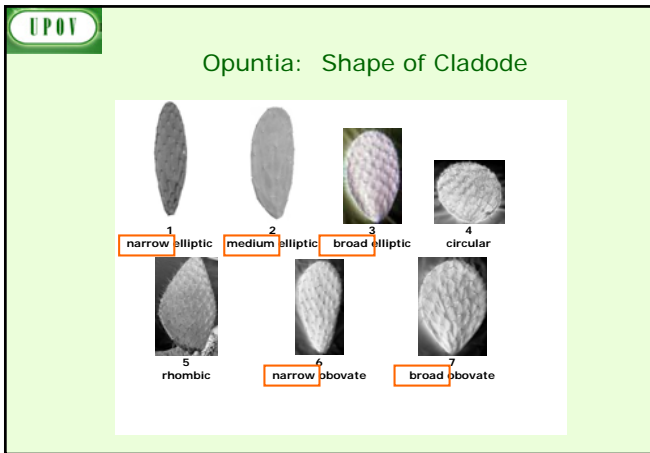 UPOV
Opuntia: Shape of Cladode
1
narrow elliptic
2
medium elliptic
3
broad elliptic
4
circular
5
rhombic
6
narrow obovate
7
broad obovate